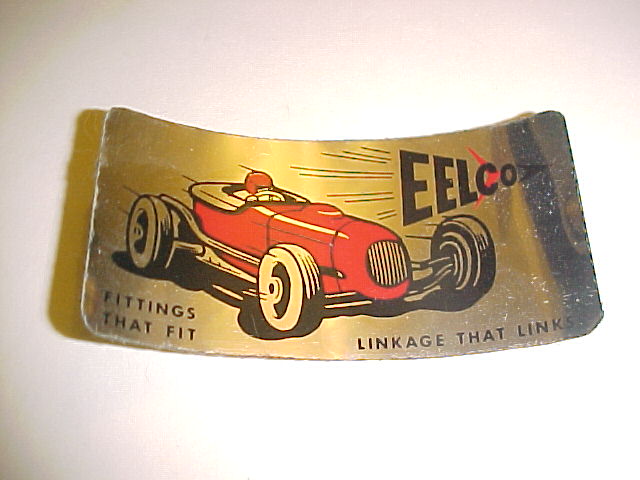 EELCO
FITTINGS
THAT FIT
LINKAGE THAT LINKS